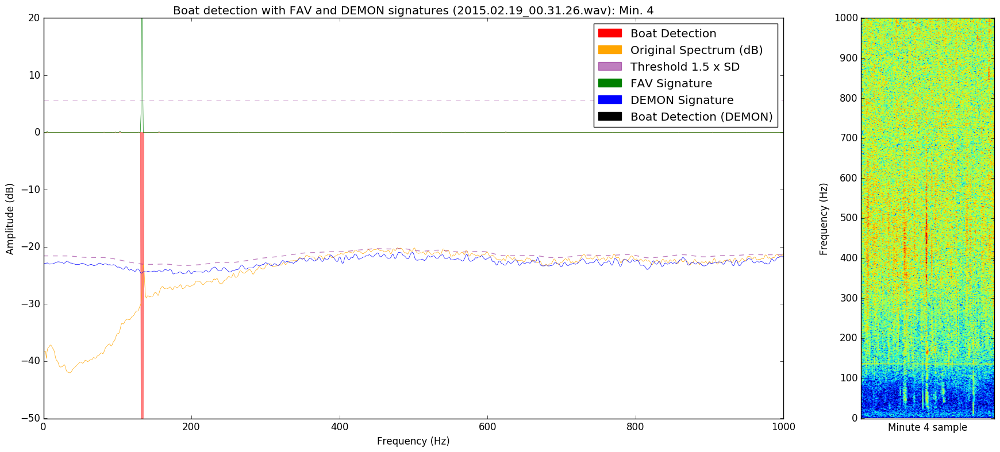 Boat detection with FAV and DEMON signatures (2015.02.19_00.31.26.wav): Min. 4
20
10
0
−10
−20
−30
−40
−50
Amplitude (dB)
0
200
400
600
800
1000
Frequency (Hz)
Boat Detection
Original Spectrum (dB)
Threshold 1.5 x SD
FAV Signature
DEMON Signature
Boat Detection (DEMON)
1000
900
800
700
600
500
400
300
200
100
0
Frequency (Hz)
Minute 4 sample